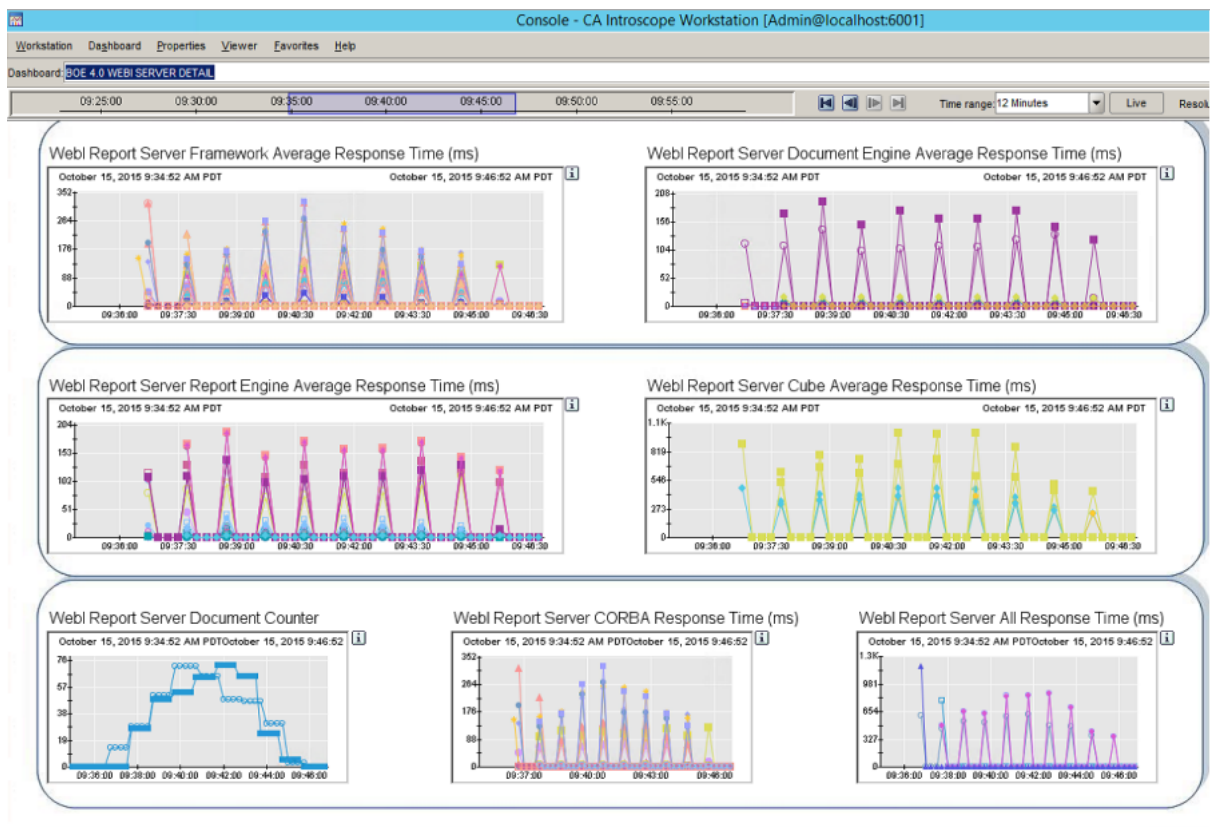 Console - CA Introscope Workstation [Admin@localhost:6001]
Workstation Dashboard Properties Viewer Favorites Help
Dashboard: BOE 4.0 WEBI SERVER DETAIL
09:25:00 09:30:00 09:35:00 09:40:00 09:45:00 09:50:00 09:55:00 Time range: 12 Minutes Live Resolu
WebI Report Server Framework Average Response Time (ms) WebI Report Server Document Engine Average Response Time (ms)
October 15, 2015 9:34:52 AM PDT October 15, 2015 9:46:52 AM PDT October 15, 2015 9:34:52 AM PDT October 15, 2015 9:46:52 AM PDT
352 208
264 156
176 104
88 52
0 0
09:36:00 09:37:30 09:39:00 09:40:30 09:42:00 09:43:30 09:45:00 09:46:30 09:36:00 09:37:30 09:39:00 09:40:30 09:42:00 09:43:30 09:45:00 09:46:30
WebI Report Server Report Engine Average Response Time (ms) WebI Report Server Cube Average Response Time (ms)
October 15, 2015 9:34:52 AM PDT October 15, 2015 9:46:52 AM PDT October 15, 2015 9:34:52 AM PDT October 15, 2015 9:46:52 AM PDT
204 1.1K
153 819
102 546
51 273
0 0
09:36:00 09:37:30 09:39:00 09:40:30 09:42:00 09:43:30 09:45:00 09:46:30 09:36:00 09:37:30 09:39:00 09:40:30 09:42:00 09:43:30 09:45:00 09:46:30
WebI Report Server Document Counter WebI Report Server CORBA Response Time (ms) WebI Report Server All Response Time (ms)
October 15, 2015 9:34:52 AM PDTOctober 15, 2015 9:46:52 October 15, 2015 9:34:52 AM PDTOctober 15, 2015 9:46:52 October 15, 2015 9:34:52 AM PDTOctober 15, 2015 9:46:52
76 352 1.3K
57 264 981
38 176 654
19 88 327
0 0 0
09:36:00 09:38:00 09:40:00 09:42:00 09:44:00 09:46:00 09:37:00 09:40:00 09:43:00 09:46:00 09:36:00 09:38:00 09:40:00 09:42:00 09:44:00 09:46:00